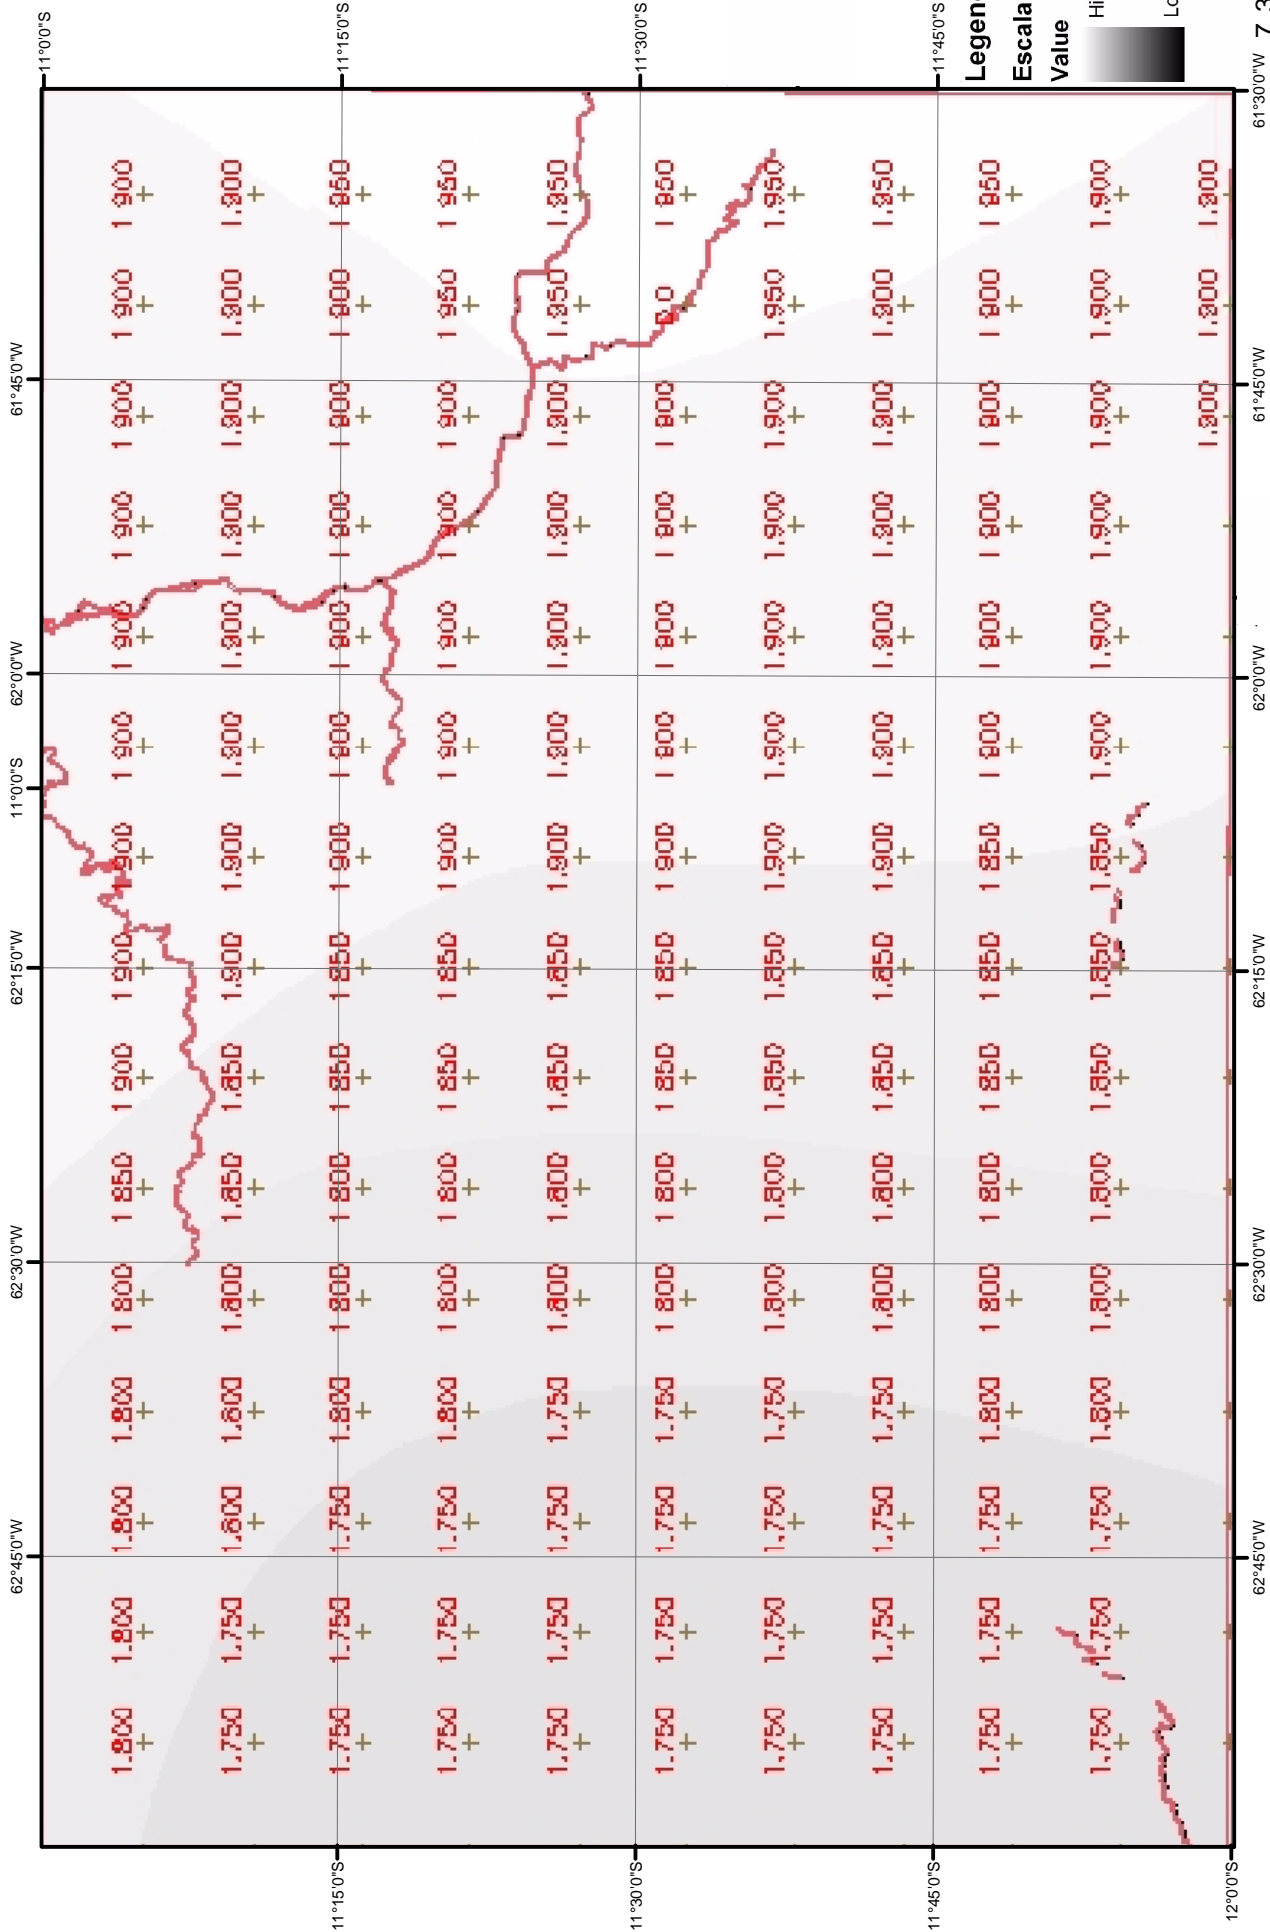 62°45'0"W 62°30'0"W 62°15'0"W 11°0'0"S 62°0'0"W 61°45'0"W
11°0'0"S
1.800 1.800 1.800 1.800 1.800 1.850 1.900 1.900 1.900 1.900 1.900 1.900 1.900 1.900 1.900
1.750 1.750 1.800 1.800 1.800 1.850 1.850 1.900 1.900 1.900 1.900 1.900 1.900 1.900 1.900
11°15'0"S 1.750 1.750 1.750 1.800 1.800 1.800 1.850 1.850 1.900 1.900 1.900 1.900 1.900 1.900 1.950 11°15'0"S
1.750 1.750 1.750 1.800 1.800 1.800 1.850 1.850 1.900 1.900 1.900 1.900 1.900 1.950 1.950
1.750 1.750 1.750 1.750 1.800 1.800 1.850 1.850 1.900 1.900 1.900 1.900 1.900 1.950 1.950
11°30'0"S 11°30'0"S
1.750 1.750 1.750 1.750 1.800 1.800 1.850 1.850 1.900 1.900 1.900 1.900 1.900 1.950
1.750 1.750 1.750 1.750 1.800 1.800 1.850 1.850 1.900 1.900 1.900 1.900 1.900 1.950 1.950
1.750 1.750 1.750 1.750 1.800 1.800 1.850 1.850 1.900 1.900 1.900 1.900 1.900 1.900 1.950
11°45'0"S 11°45'0"S
1.750 1.750 1.750 1.800 1.800 1.800 1.850 1.850 1.850 1.900 1.900 1.900 1.900 1.900 1.950
1.750 1.750 1.750 1.800 1.800 1.800 1.850 1.850 1.850 1.900 1.900 1.900 1.900 1.900 1.900
1.900 1.900 1.900
12°0'0"S
62°45'0"W 62°30'0"W 62°15'0"W 62°0'0"W 61°45'0"W 61°30'0"W
Legen
Escala
Value
Hi
Lo